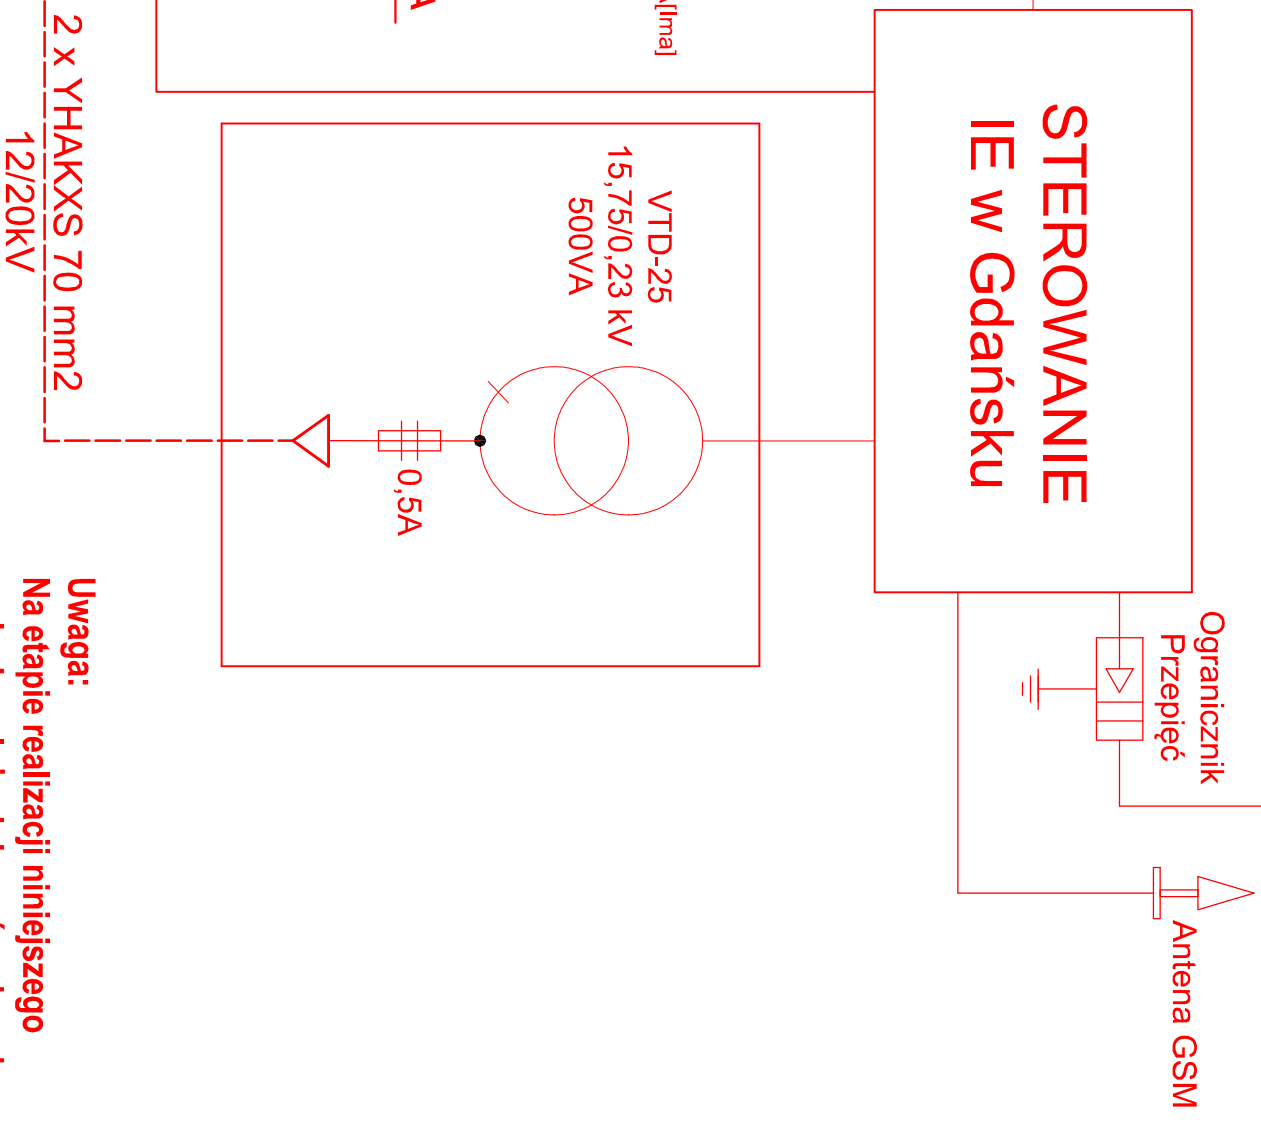 A[Ima]
STEROWANIE
IE w Gdańsku
Ogranicznik
Przepięć
Antena GSM
VTD-25
15,75/0,23 kV
500VA
0,5A
2 x YHAKXS 70 mm2
12/20kV
Uwaga:
Na etapie realizacji niniejszego